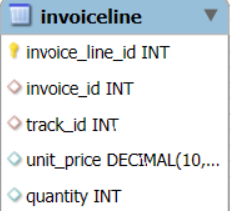 invoiceline
invoice_line_id INT
invoice_id INT
track_id INT
unit_price DECIMAL(10,...
quantity INT